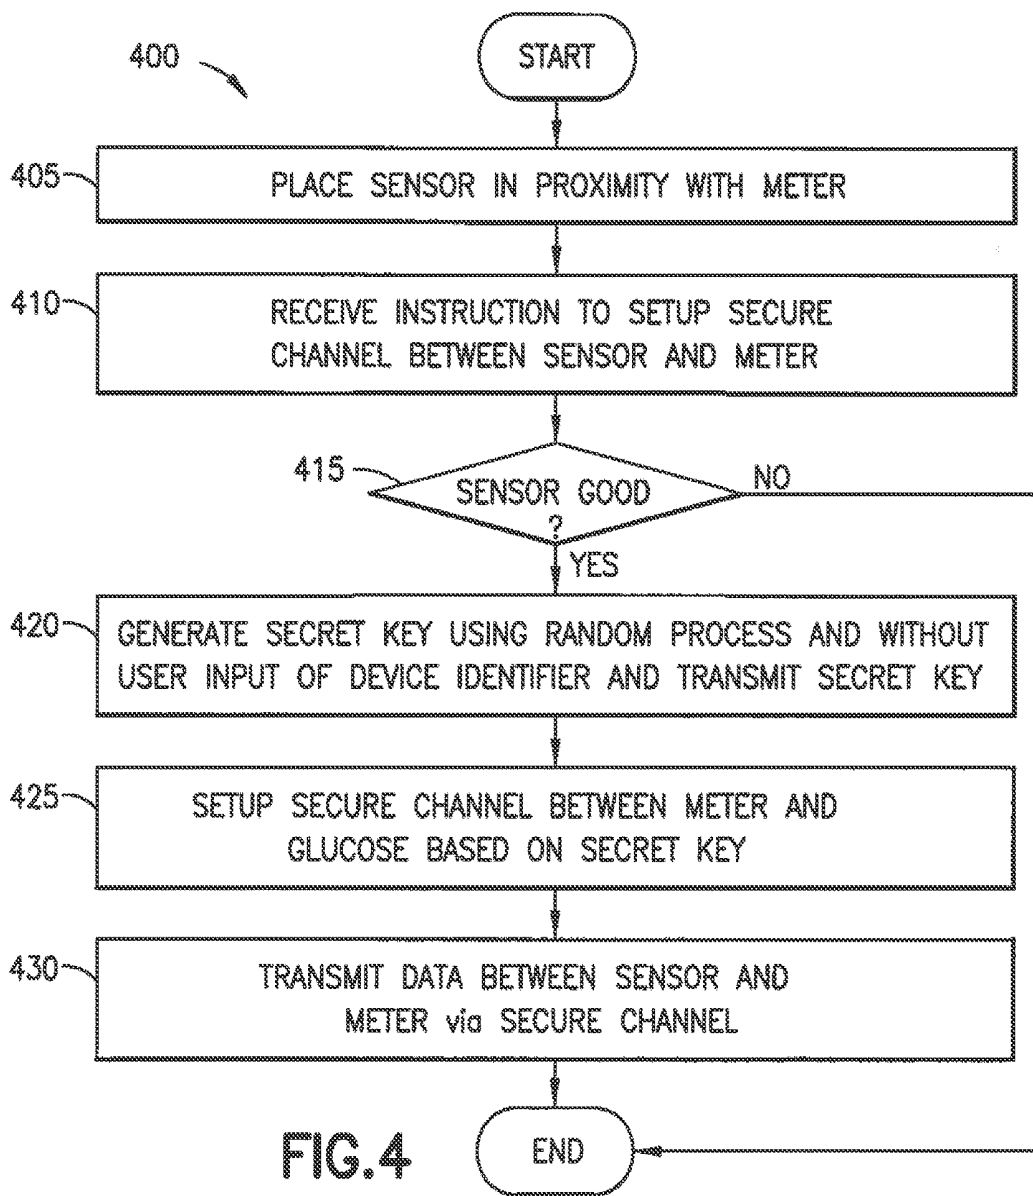 400
START
405
PLACE SENSOR IN PROXIMITY WITH METER
410
RECEIVE INSTRUCTION TO SETUP SECURE
CHANNEL BETWEEN SENSOR AND METER
415
SENSOR GOOD
?
NO
YES
420
GENERATE SECRET KEY USING RANDOM PROCESS AND WITHOUT
USER INPUT OF DEVICE IDENTIFIER AND TRANSMIT SECRET KEY
425
SETUP SECURE CHANNEL BETWEEN METER AND
GLUCOSE BASED ON SECRET KEY
430
TRANSMIT DATA BETWEEN SENSOR AND
METER via SECURE CHANNEL
END
FIG.4